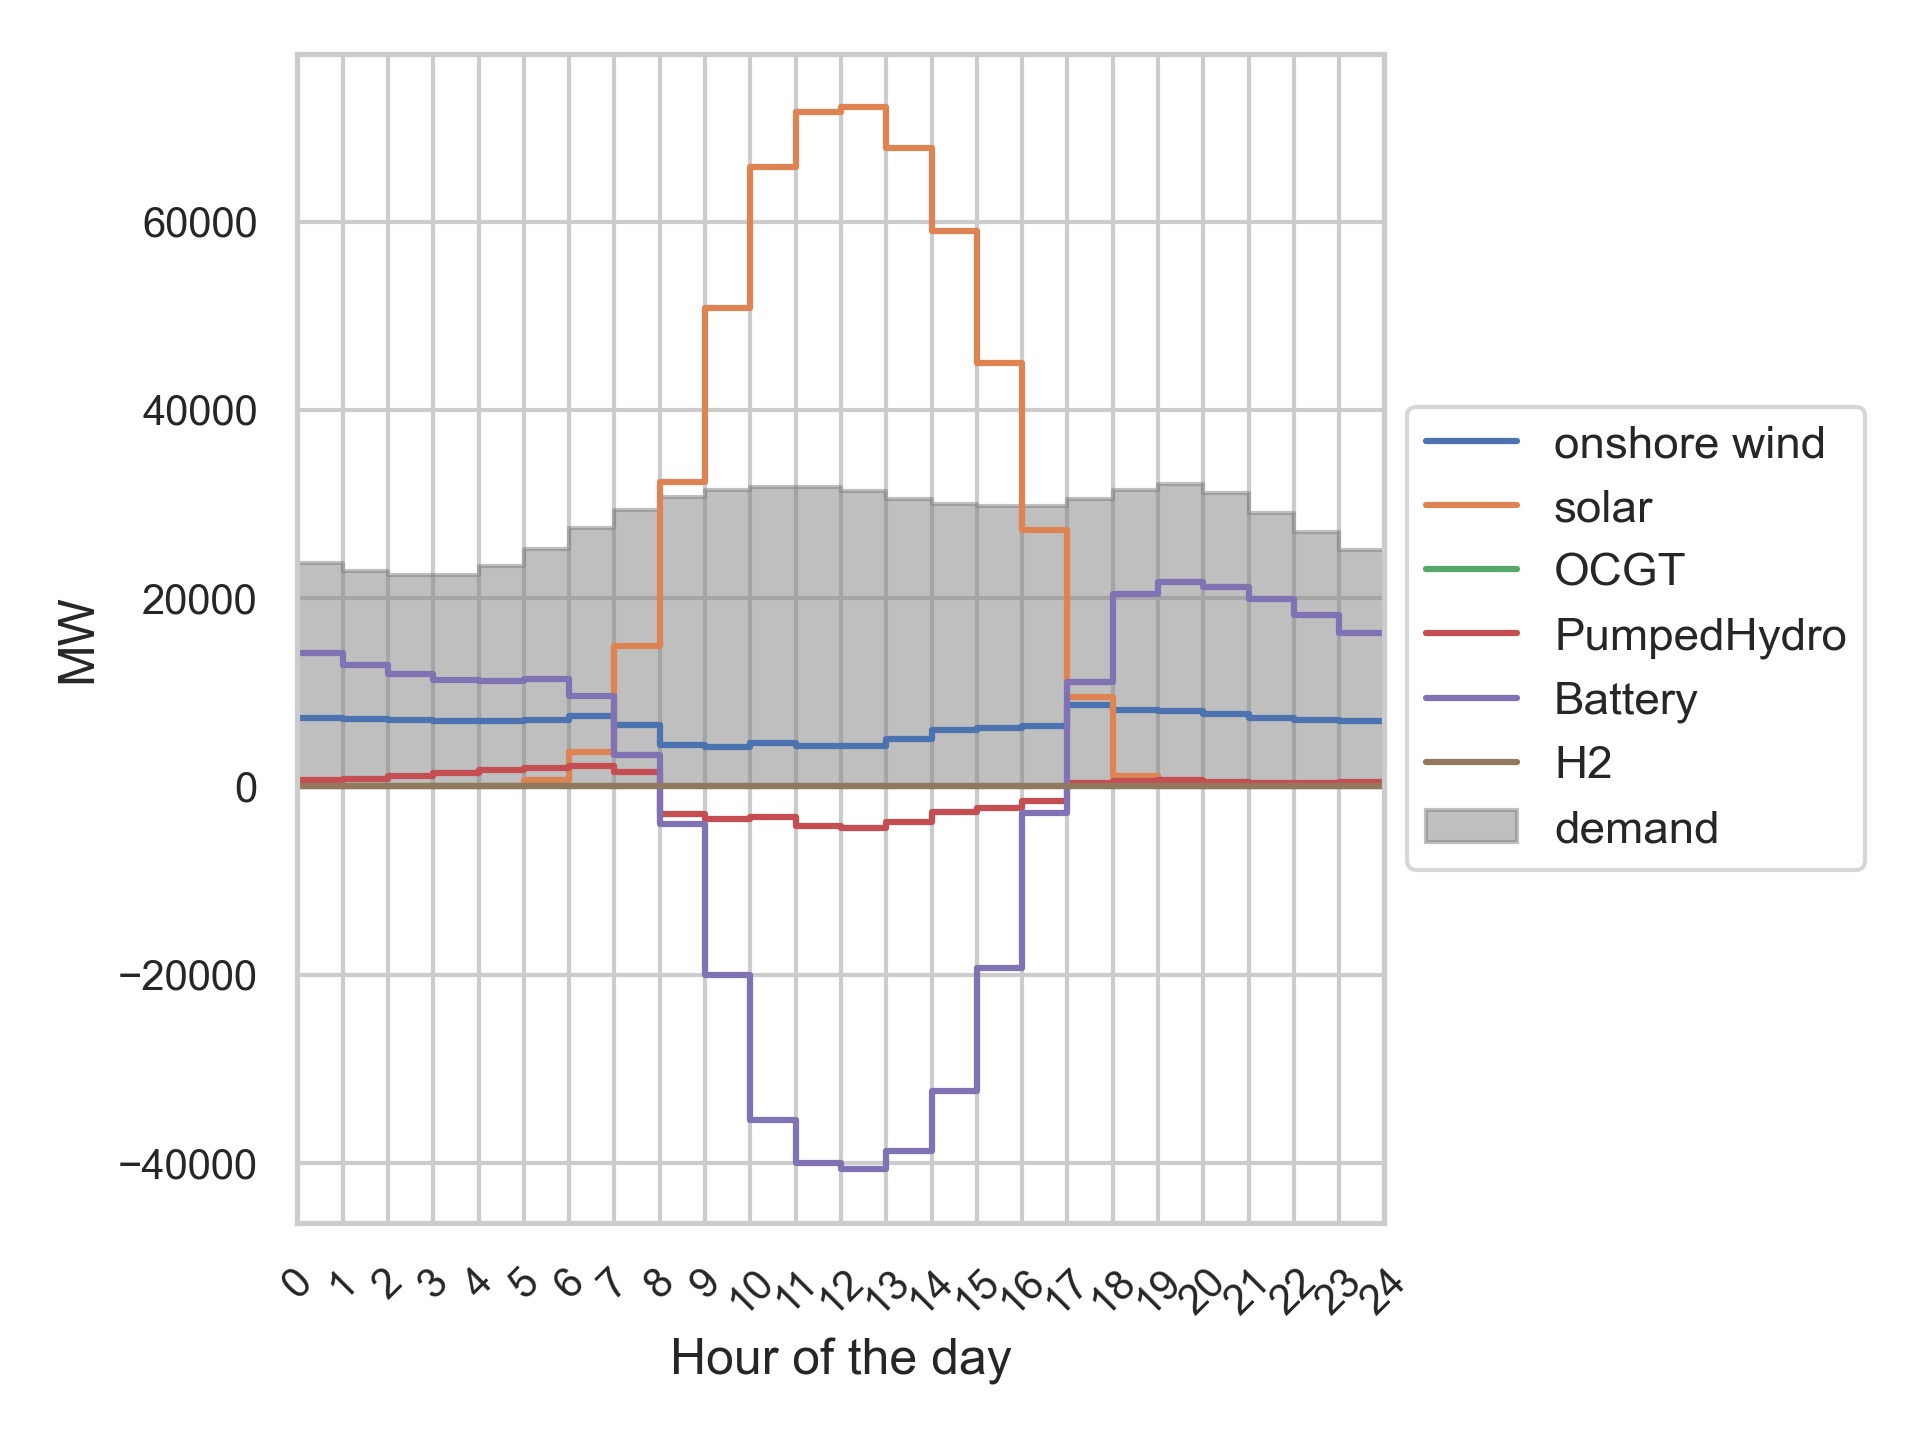 60000
40000
20000
0
−20000
−40000
MW
0 1 2 3 4 5 6 7 8 9 10 11 12 13 14 15 16 17 18 19 20 21 22 23 24
Hour of the day
onshore wind
solar
OCGT
PumpedHydro
Battery
H2
demand